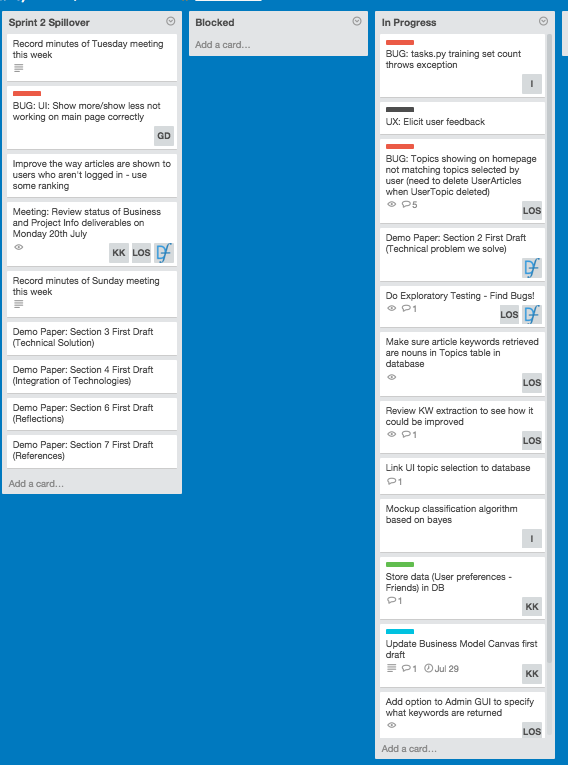 Sprint 2 Spillover
Record minutes of Tuesday meeting
this week
BUG: UI: Show more/show less not
working on main page correctly
GD
Improve the way articles are shown to
users who aren't logged in - use
some ranking
Meeting: Review status of Business
and Project Info deliverables on
Monday 20th July
KK LOS
Record minutes of Sunday meeting
this week
Demo Paper: Section 3 First Draft
(Technical Solution)
Demo Paper: Section 4 First Draft
(Integration of Technologies)
Demo Paper: Section 6 First Draft
(Reflections)
Demo Paper: Section 7 First Draft
(References)
Add a card…
Blocked
Add a card…
In Progress
BUG: tasks.py training set count
throws exception
I
UX: Elicit user feedback
BUG: Topics showing on homepage
not matching topics selected by
user (need to delete UserArticles
when UserTopic deleted)
5
LOS
Demo Paper: Section 2 First Draft
(Technical problem we solve)
Do Exploratory Testing - Find Bugs!
1
LOS
Make sure article keywords retrieved
are nouns in Topics table in
database
LOS
Review KW extraction to see how it
could be improved
1
LOS
Link UI topic selection to database
1
Mockup classification algorithm
based on bayes
I
Store data (User preferences -
Friends) in DB
1
KK
Update Business Model Canvas first
draft
1 Jul 29
KK
Add option to Admin GUI to specify
what keywords are returned
LOS
Add a card…